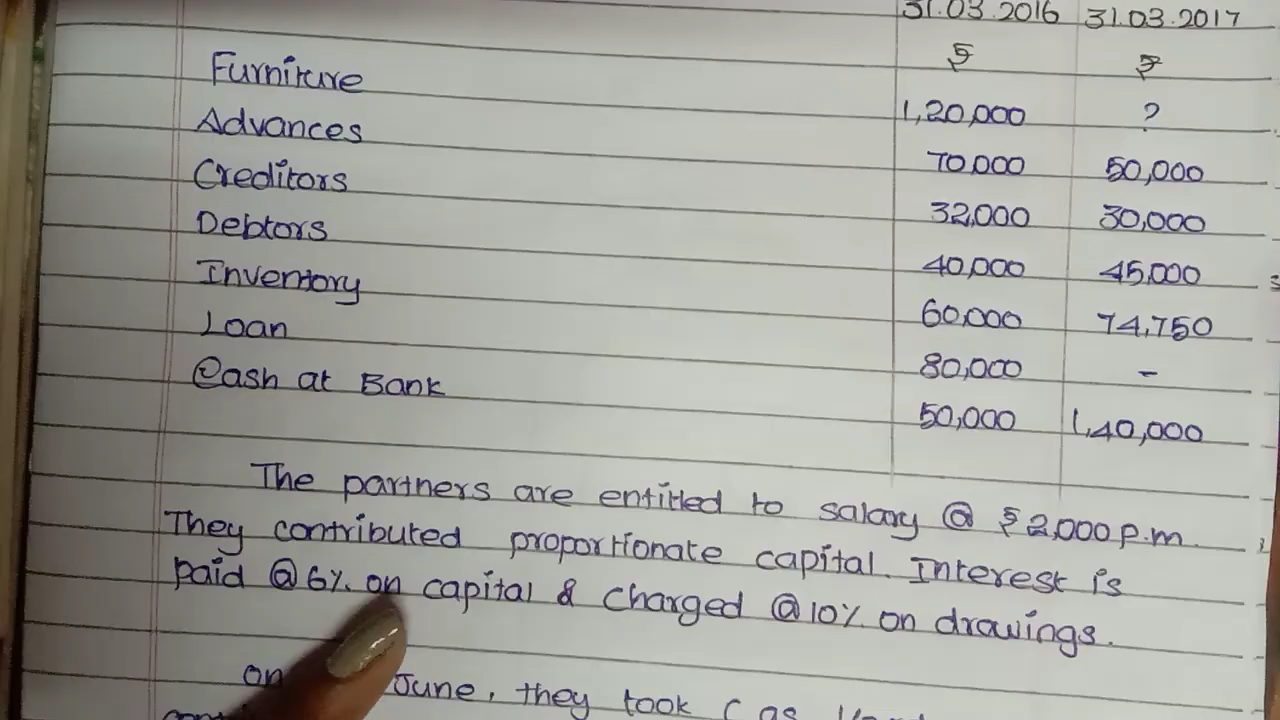 31.03.2016 31.03.2017
₹ ₹
Furniture 1,20,000 ?
Advances 70,000 50,000
Creditors 32,000 30,000
Debtors 40,000 45,000
Inventory 60,000 74,750
Loan 80,000 -
Cash at Bank 50,000 1,40,000
The partners are entitled to salary @ ₹2,000 p.m.
They contributed proportionate capital. Interest is
paid @ 6% on capital & charged @ 10% on drawings.
on June, they took C as